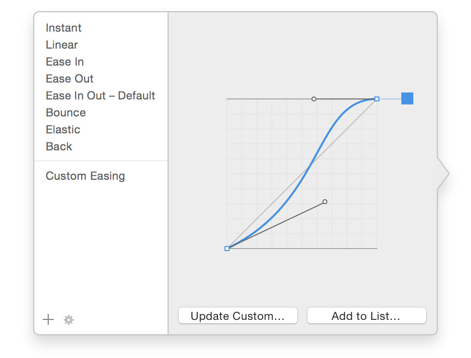 Instant
Linear
Ease In
Ease Out
Ease In Out – Default
Bounce
Elastic
Back
Custom Easing
Update Custom... Add to List...